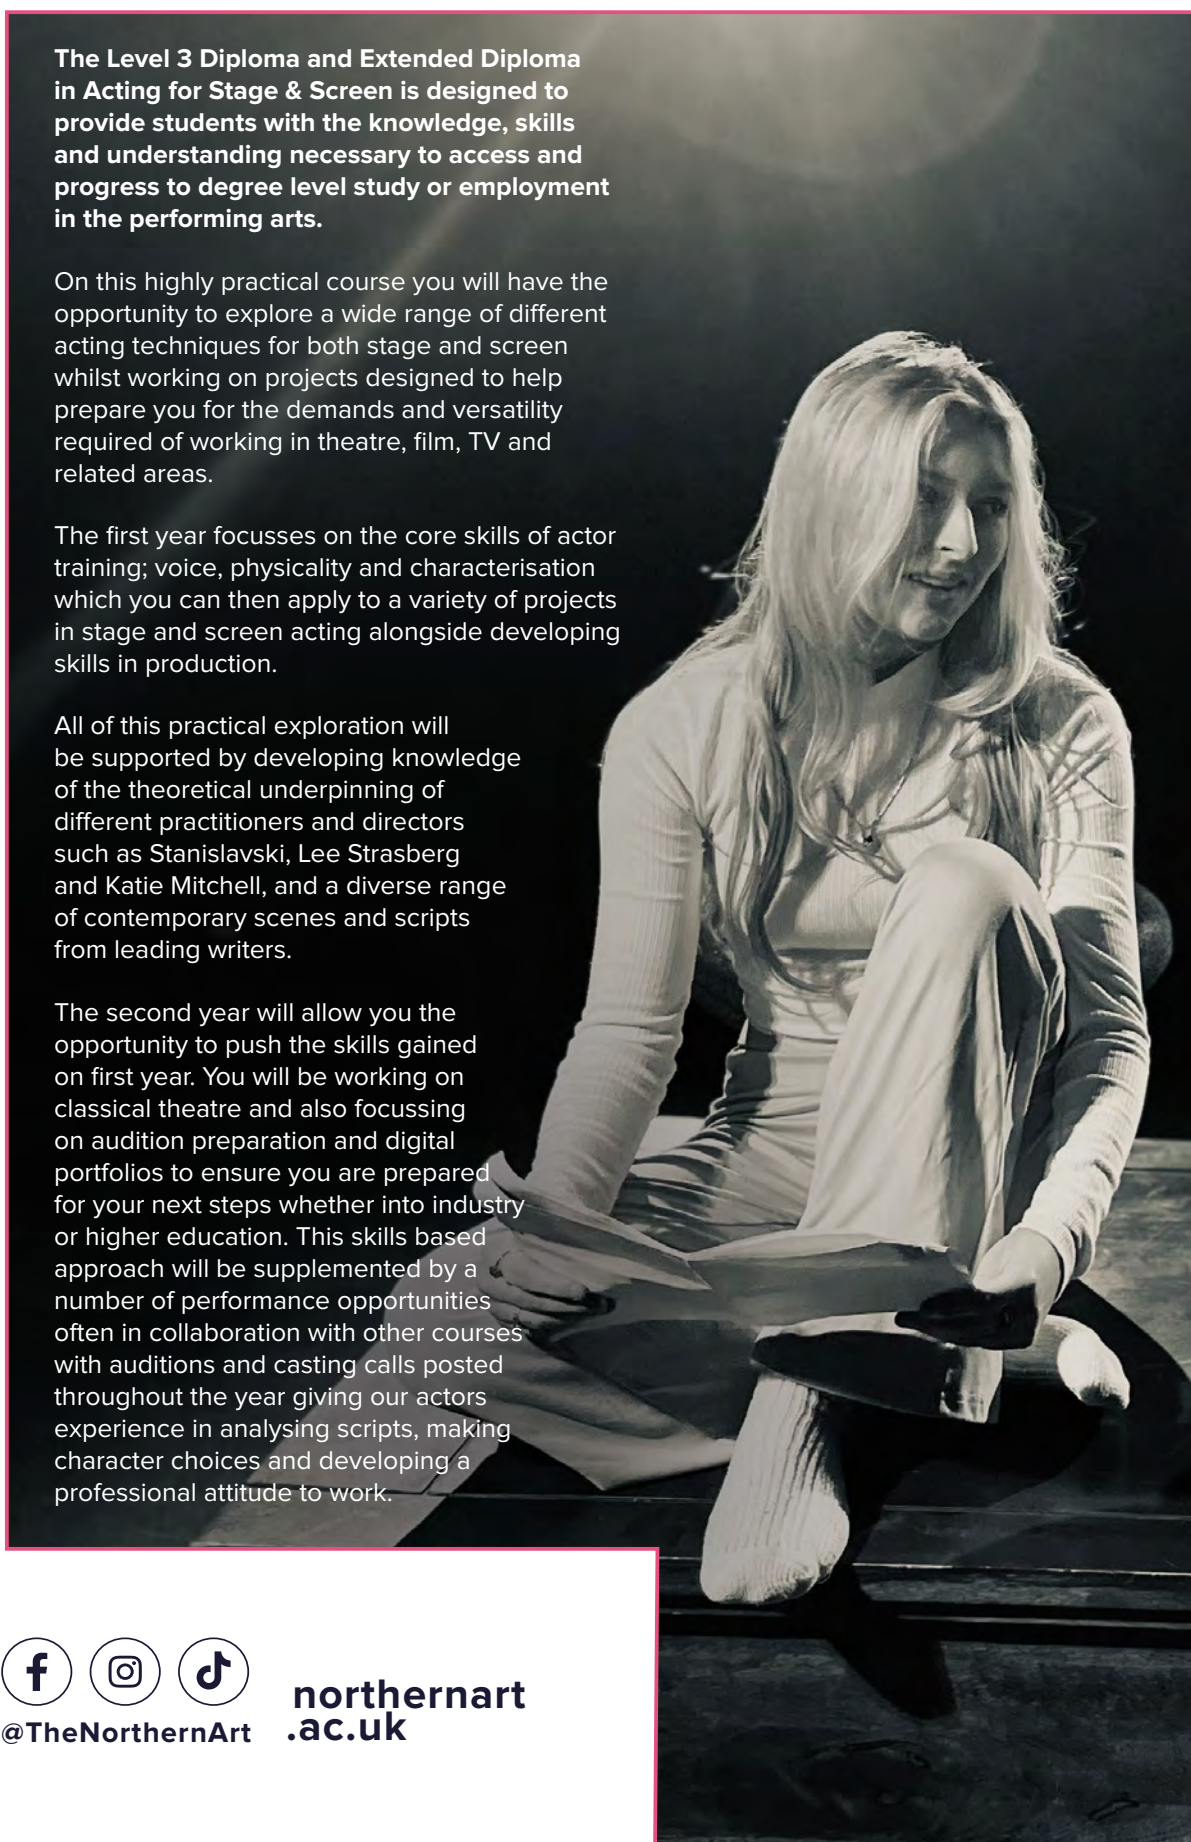 The Level 3 Diploma and Extended Diploma
in Acting for Stage & Screen is designed to
provide students with the knowledge, skills
and understanding necessary to access and
progress to degree level study or employment
in the performing arts.
On this highly practical course you will have the
opportunity to explore a wide range of different
acting techniques for both stage and screen
whilst working on projects designed to help
prepare you for the demands and versatility
required of working in theatre, film, TV and
related areas.
The first year focusses on the core skills of actor
training; voice, physicality and characterisation
which you can then apply to a variety of projects
in stage and screen acting alongside developing
skills in production.
All of this practical exploration will
be supported by developing knowledge
of the theoretical underpinning of
different practitioners and directors
such as Stanislavski, Lee Strasberg
and Katie Mitchell, and a diverse range
of contemporary scenes and scripts
from leading writers.
The second year will allow you the
opportunity to push the skills gained
on first year. You will be working on
classical theatre and also focussing
on audition preparation and digital
portfolios to ensure you are prepared
for your next steps whether into industry
or higher education. This skills based
approach will be supplemented by a
number of performance opportunities
often in collaboration with other courses
with auditions and casting calls posted
throughout the year giving our actors
experience in analysing scripts, making
character choices and developing a
professional attitude to work.
@TheNorthernArt
northernart
.ac.uk